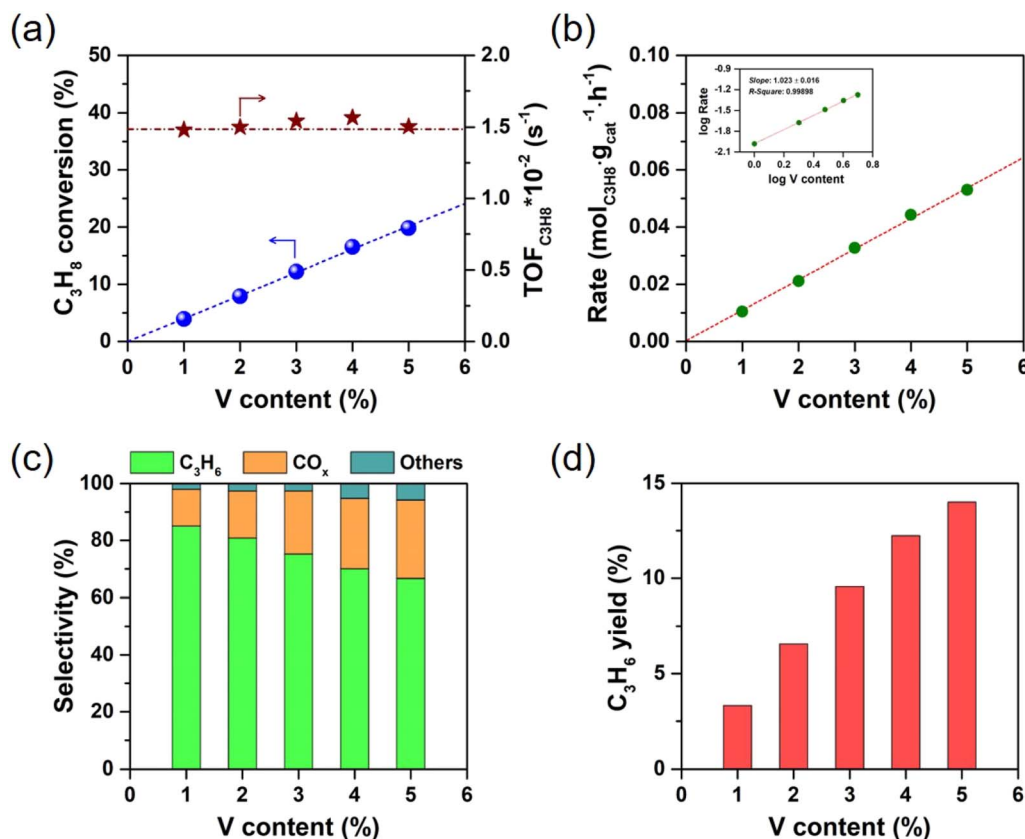 (a)
50
40
30
20
10
0
C₃H₈ conversion (%)
2.0
1.5
1.0
0.5
0.0
TOF_C3H8*10⁻² (s⁻¹)
0 1 2 3 4 5 6
V content (%)
(b)
0.10
0.08
0.06
0.04
0.02
0.00
Rate (mol_C3H8·g_cat⁻¹·h⁻¹)
-0.9
-1.2
-1.5
-1.8
-2.1
log Rate
Slope: 1.023 ± 0.016
R-Square: 0.99898
0.0 0.2 0.4 0.6 0.8
log V content
0 1 2 3 4 5 6
V content (%)
(c)
C₃H₆ COₓ Others
100
80
60
40
20
0
Selectivity (%)
0 1 2 3 4 5 6
V content (%)
(d)
15
10
5
0
C₃H₆ yield (%)
0 1 2 3 4 5 6
V content (%)